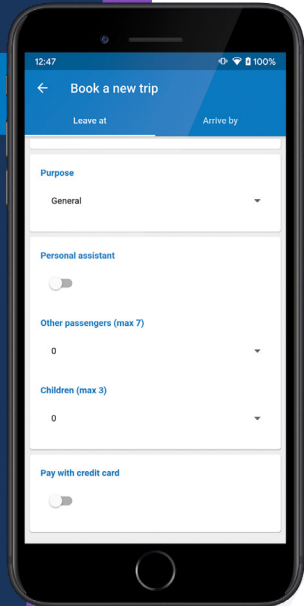 12:47
100%
Book a new trip
Leave at
Arrive by
Purpose
General
Personal assistant
Other passengers (max 7)
0
Children (max 3)
0
Pay with credit card